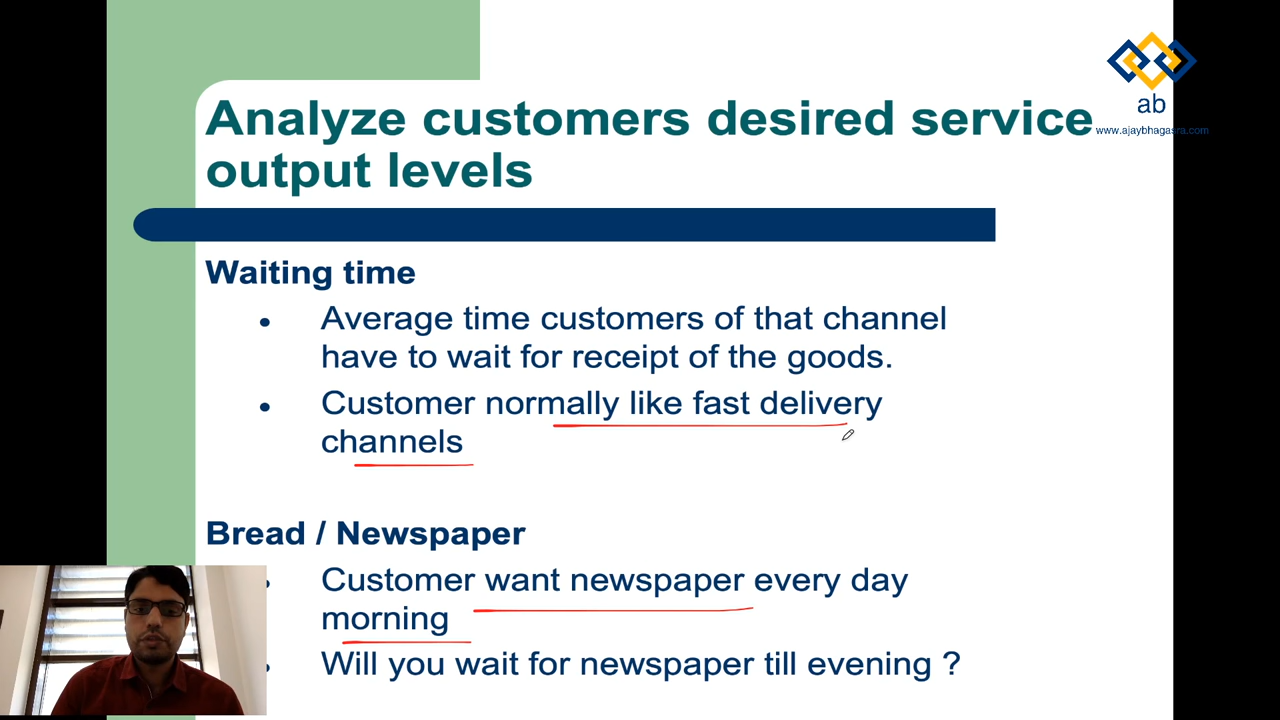 ab
www.ajaybhagasra.com
Analyze customers desired service
output levels
Waiting time
• Average time customers of that channel
have to wait for receipt of the goods.
• Customer normally like fast delivery
channels
Bread / Newspaper
• Customer want newspaper every day
morning
• Will you wait for newspaper till evening ?